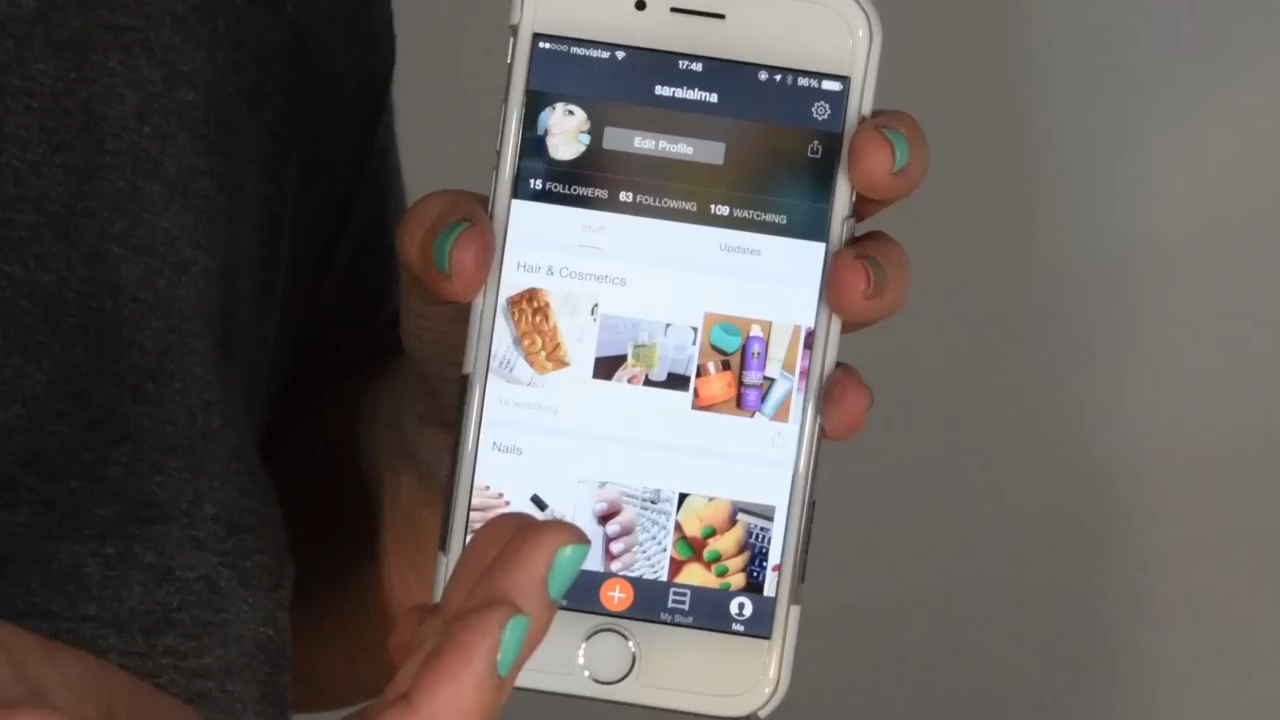 movistar 17:48 96%
saraialma
Edit Profile
15 FOLLOWERS 63 FOLLOWING 109 WATCHING
Stuff Updates
Hair & Cosmetics
16 watching
Nails
My Stuff Me